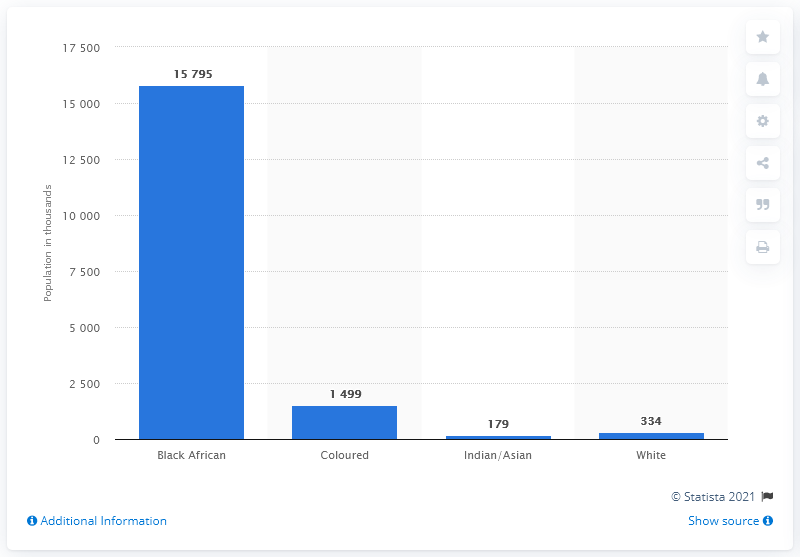 17 500
15 000
12 500
10 000
7 500
5 000
2 500
0
Population in thousands
15 795
1 499
179
334
Black African
Coloured
Indian/Asian
White
© Statista 2021
Additional Information
Show source